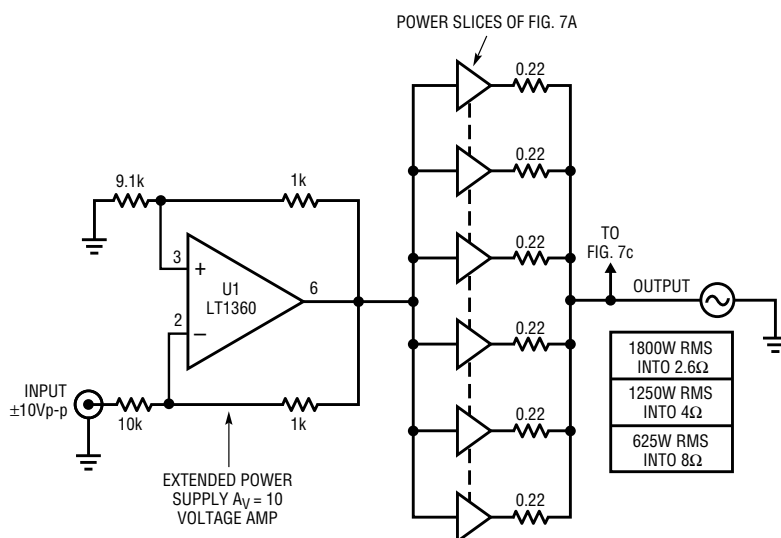 POWER SLICES OF FIG. 7A
0.22
0.22
0.22
0.22
0.22
0.22
9.1k
1k
3
+
U1
LT1360
6
2
–
INPUT
±10Vp-p
10k
1k
EXTENDED POWER
SUPPLY AV = 10
VOLTAGE AMP
TO
FIG. 7c
OUTPUT
1800W RMS
INTO 2.6Ω
1250W RMS
INTO 4Ω
625W RMS
INTO 8Ω